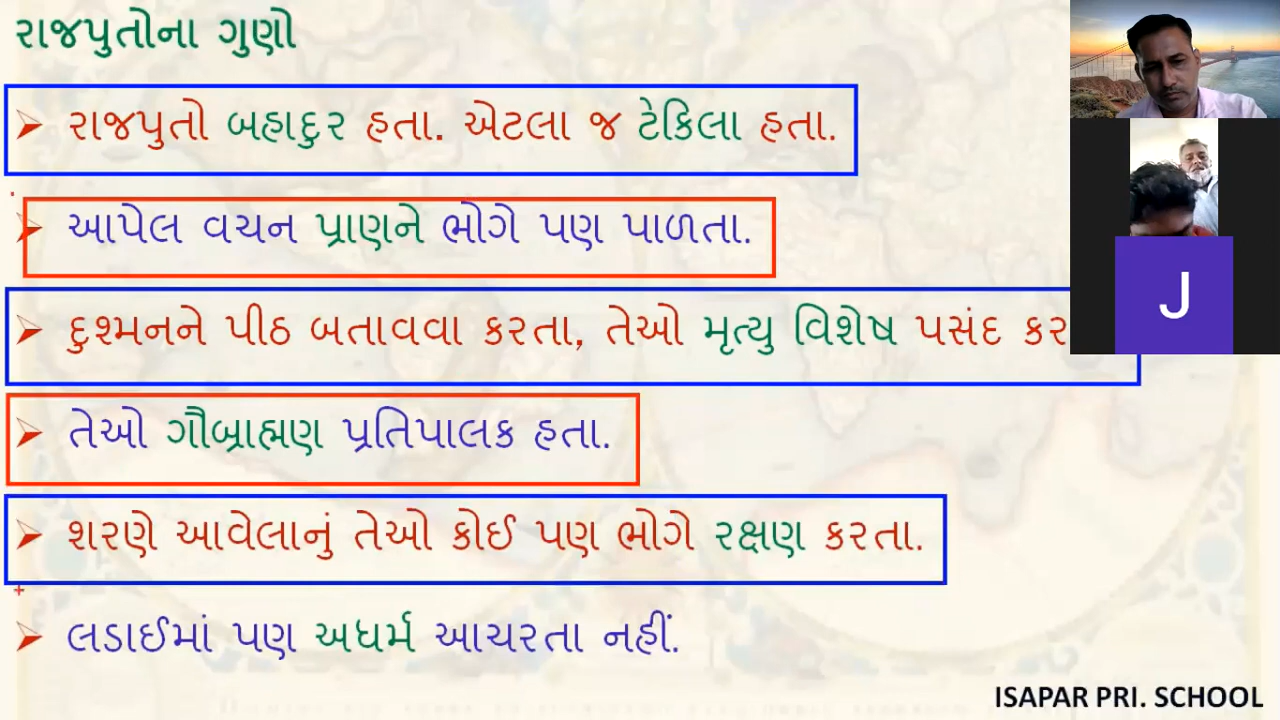 રાજપુતોના ગુણો
રાજપુતો બહાદુર હતા. એટલા જ ટેકિલા હતા.
આપેલ વચન પ્રાણને ભોગે પણ પાળતા.
દુશ્મનને પીઠ બતાવવા કરતા, તેઓ મૃત્યુ વિશેષ પસંદ કર
તેઓ ગૌબ્રાહ્મણ પ્રતિપાલક હતા.
શરણે આવેલાનું તેઓ કોઈ પણ ભોગે રક્ષણ કરતા.
લડાઈમાં પણ અધર્મ આચરતા નહીં.
J
ISAPAR PRI. SCHOOL